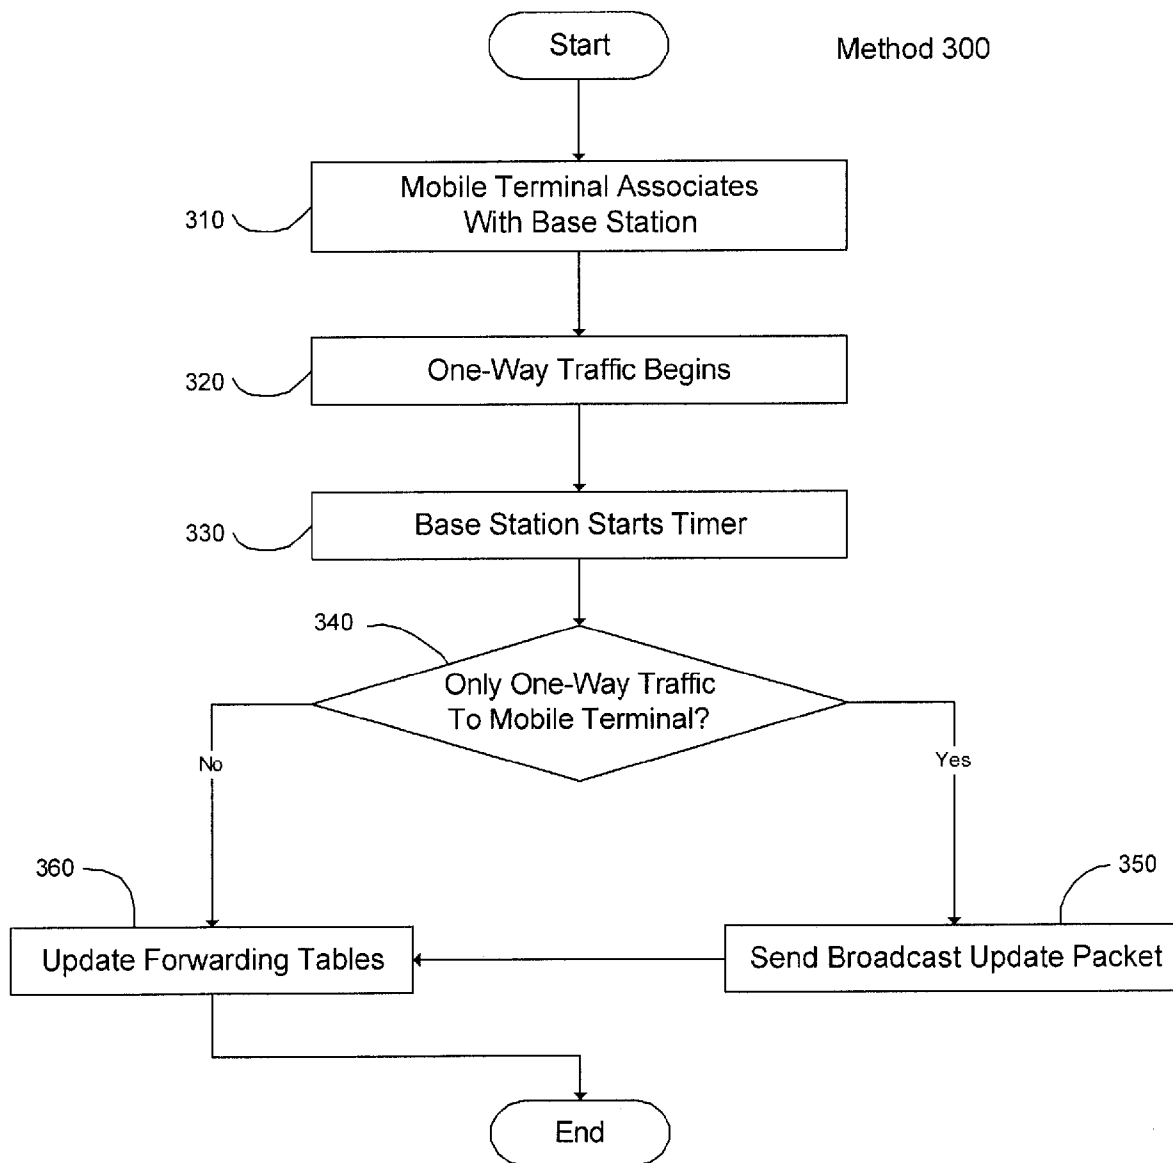 Start
Method 300
Mobile Terminal Associates
With Base Station
310
One-Way Traffic Begins
320
Base Station Starts Timer
330
340
Only One-Way Traffic
To Mobile Terminal?
No
Yes
360
350
Update Forwarding Tables
Send Broadcast Update Packet
End